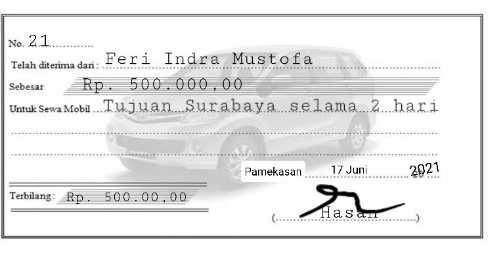 No. 21
Telah diterima dari : Feri Indra Mustofa
Sebesar Rp. 500.000,00
Untuk Sewa Mobil Tujuan Surabaya selama 2 hari
Pamekasan 17 Juni 2021
Terbilang : Rp. 500.00,00
(Hasan)